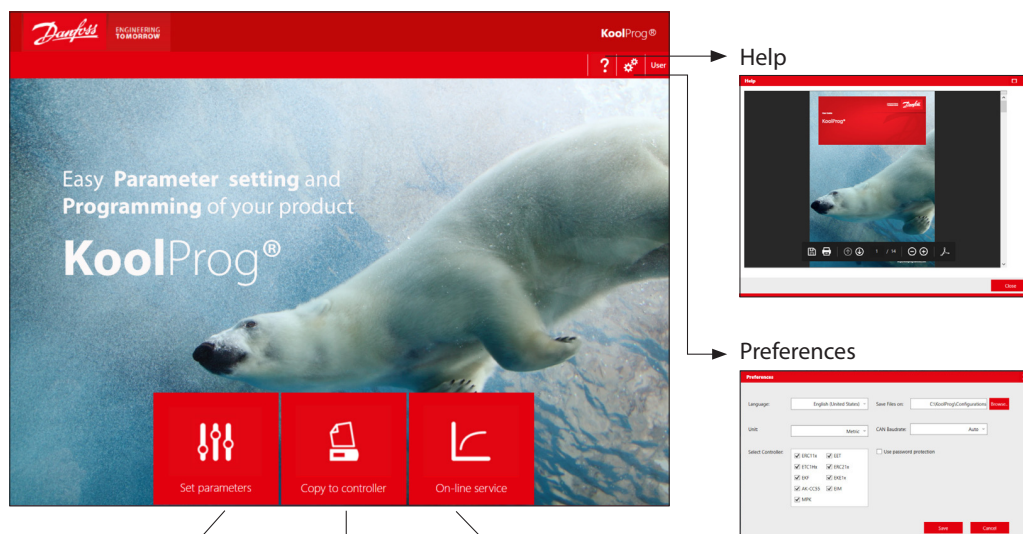 Danfoss
ENGINEERING
TOMORROW
KoolProg®
? User
Easy Parameter setting and
Programming of your product
KoolProg®
Set parameters
Copy to controller
On-line service
Help
Help
Danfoss
KoolProg®
1 / 14
Close
Preferences
Preferences
Language: English (United States) Save Files on: C:\KoolProg\Configurations Browse..
Unit: Metric CAN Baudrate: Auto
Select Controller: ERC11x EET Use password protection
ETC1Hx ERC21x
EKF EKE1x
AK-CC55 EIM
MPK
Save Cancel